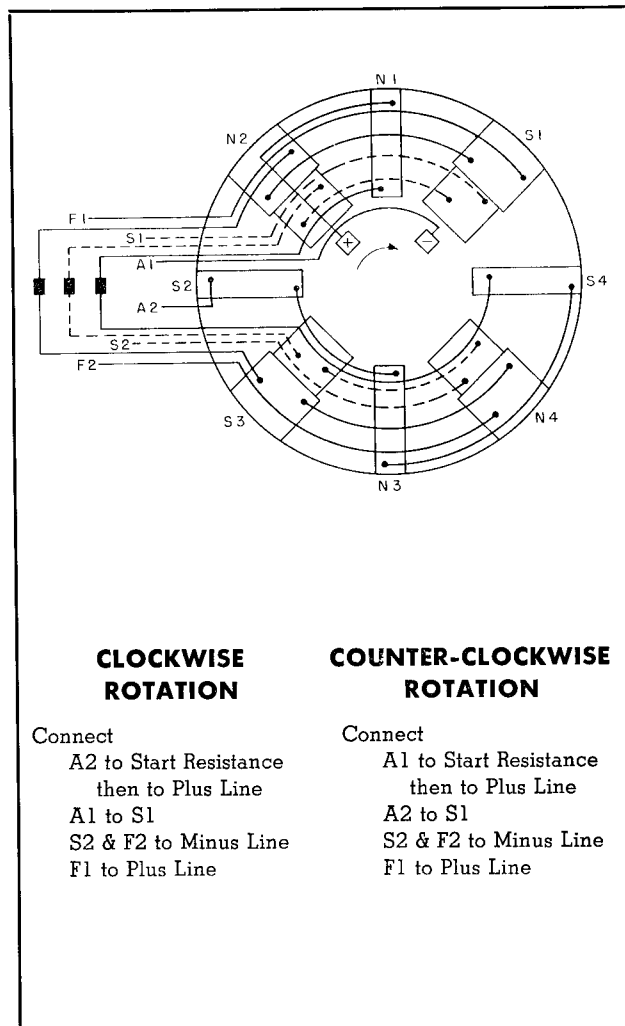 N1
N2
S1
F1
S1
+
−
A1
S2
S4
A2
S2
F2
S3
N4
N3
CLOCKWISE
ROTATION
Connect
A2 to Start Resistance
then to Plus Line
A1 to S1
S2 & F2 to Minus Line
F1 to Plus Line
COUNTER-CLOCKWISE
ROTATION
Connect
A1 to Start Resistance
then to Plus Line
A2 to S1
S2 & F2 to Minus Line
F1 to Plus Line